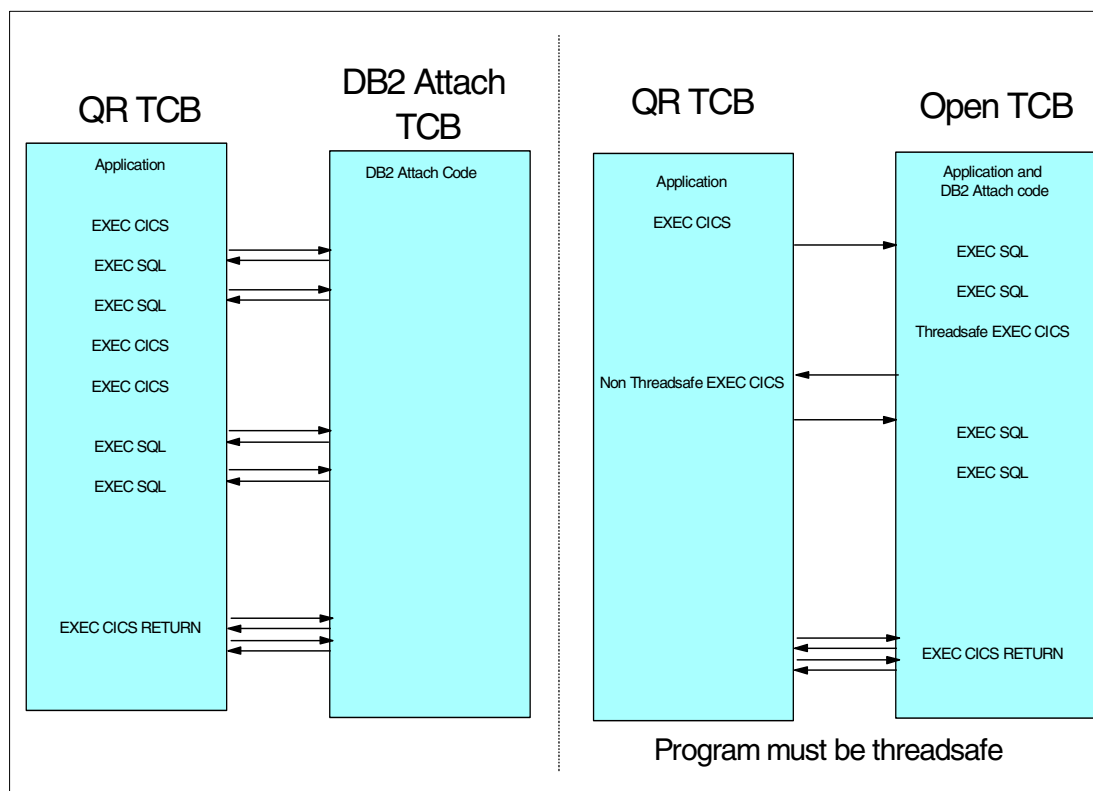 QR TCB
DB2 Attach
TCB
Application
EXEC CICS
EXEC SQL
EXEC SQL
EXEC CICS
EXEC CICS
EXEC SQL
EXEC SQL
EXEC CICS RETURN
DB2 Attach Code
QR TCB
Open TCB
Application
EXEC CICS
Non Threadsafe EXEC CICS
Application and
DB2 Attach code
EXEC SQL
EXEC SQL
Threadsafe EXEC CICS
EXEC SQL
EXEC SQL
EXEC CICS RETURN
Program must be threadsafe